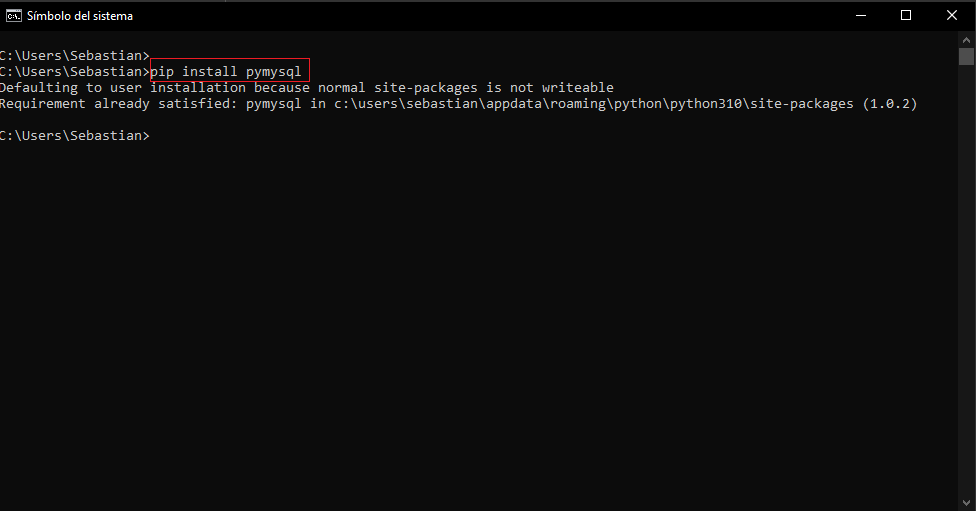 Símbolo del sistema
C:\Users\Sebastian>
C:\Users\Sebastian>pip install pymysql
Defaulting to user installation because normal site-packages is not writeable
Requirement already satisfied: pymysql in c:\users\sebastian\appdata\roaming\python\python310\site-packages (1.0.2)
C:\Users\Sebastian>